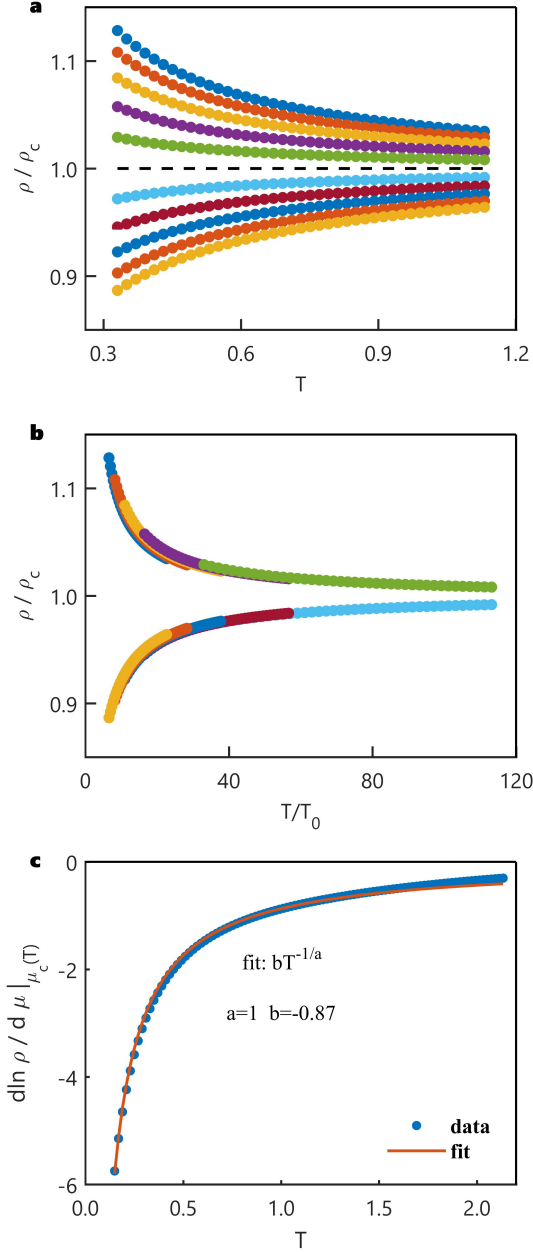 a
1.1
1.0
0.9
ρ / ρc
0.3 0.6 0.9 1.2
T
b
1.1
1.0
0.9
ρ / ρc
0 40 80 120
T/T0
c
0
-2
-4
-6
dln ρ / d μ |μc(T)
fit: bT-1/a
a=1 b=-0.87
data
fit
0.0 0.5 1.0 1.5 2.0
T